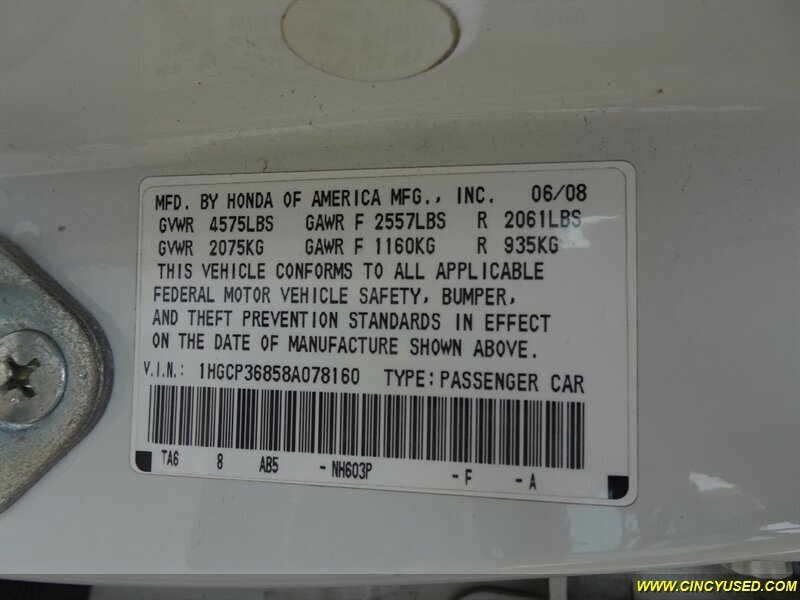 MFD. BY HONDA OF AMERICA MFG., INC. 06/08
GVWR 4575LBS GAWR F 2557LBS R 2061LBS
GVWR 2075KG GAWR F 1160KG R 935KG
THIS VEHICLE CONFORMS TO ALL APPLICABLE
FEDERAL MOTOR VEHICLE SAFETY, BUMPER,
AND THEFT PREVENTION STANDARDS IN EFFECT
ON THE DATE OF MANUFACTURE SHOWN ABOVE.
V.I.N.: 1HGCP36858A078160 TYPE: PASSENGER CAR
TA6 8 AB5 - NH603P - F - A
WWW.CINCYUSED.COM